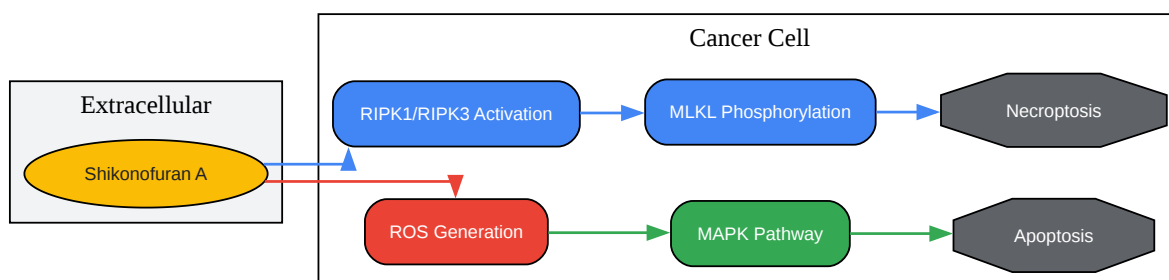 Cancer Cell
Extracellular
RIPK1/RIPK3 Activation
MLKL Phosphorylation
Necroptosis
Shikonofuran A
ROS Generation
MAPK Pathway
Apoptosis